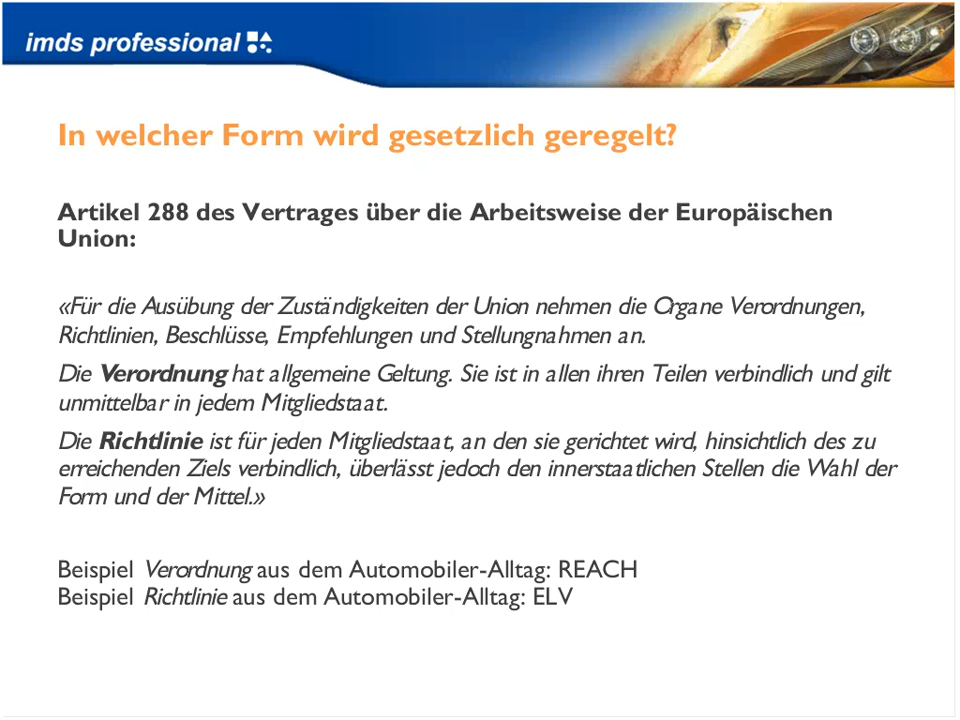 imds professional
In welcher Form wird gesetzlich geregelt?
Artikel 288 des Vertrages über die Arbeitsweise der Europäischen
Union:
«Für die Ausübung der Zuständigkeiten der Union nehmen die Organe Verordnungen,
Richtlinien, Beschlüsse, Empfehlungen und Stellungnahmen an.
Die Verordnung hat allgemeine Geltung. Sie ist in allen ihren Teilen verbindlich und gilt
unmittelbar in jedem Mitgliedstaat.
Die Richtlinie ist für jeden Mitgliedstaat, an den sie gerichtet wird, hinsichtlich des zu
erreichenden Ziels verbindlich, überlässt jedoch den innerstaatlichen Stellen die Wahl der
Form und der Mittel.»
Beispiel Verordnung aus dem Automobiler-Alltag: REACH
Beispiel Richtlinie aus dem Automobiler-Alltag: ELV